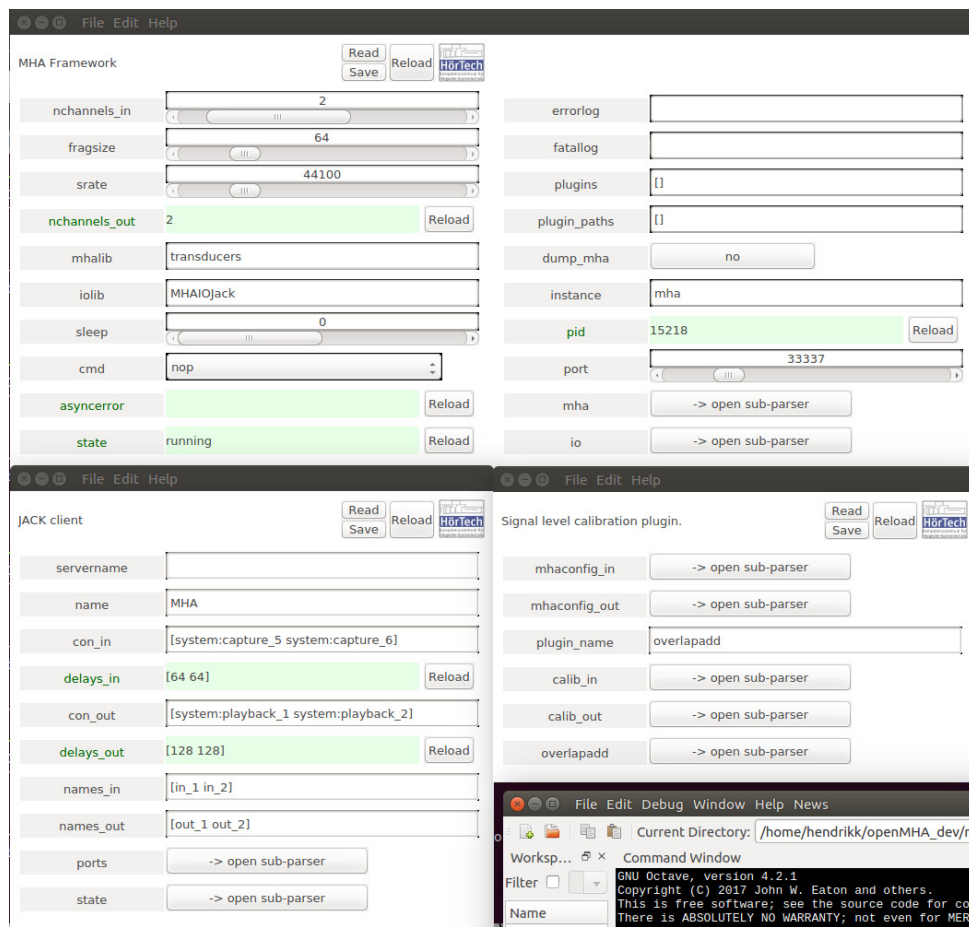 File Edit Help
MHA Framework
Read
Save
Reload
HörTech
nchannels_in
2
fragsize
64
srate
44100
nchannels_out
2
Reload
mhalib
transducers
iolib
MHAIOJack
sleep
0
cmd
nop
asyncerror
Reload
state
running
Reload
errorlog
fatallog
plugins
[]
plugin_paths
[]
dump_mha
no
instance
mha
pid
15218
Reload
port
33337
mha
-> open sub-parser
io
-> open sub-parser
File Edit Help
JACK client
Read
Save
Reload
HörTech
servername
name
MHA
con_in
[system:capture_5 system:capture_6]
delays_in
[64 64]
Reload
con_out
[system:playback_1 system:playback_2]
delays_out
[128 128]
Reload
names_in
[in_1 in_2]
names_out
[out_1 out_2]
ports
-> open sub-parser
state
-> open sub-parser
File Edit Help
Signal level calibration plugin.
Read
Save
Reload
HörTech
mhaconfig_in
-> open sub-parser
mhaconfig_out
-> open sub-parser
plugin_name
overlapadd
calib_in
-> open sub-parser
calib_out
-> open sub-parser
overlapadd
-> open sub-parser
File Edit Debug Window Help News
Current Directory: /home/hendrikk/openMHA_dev/
Worksp...
Command Window
Filter
Name
GNU Octave, version 4.2.1
Copyright (C) 2017 John W. Eaton and others.
This is free software; see the source code for co
There is ABSOLUTELY NO WARRANTY; not even for MER